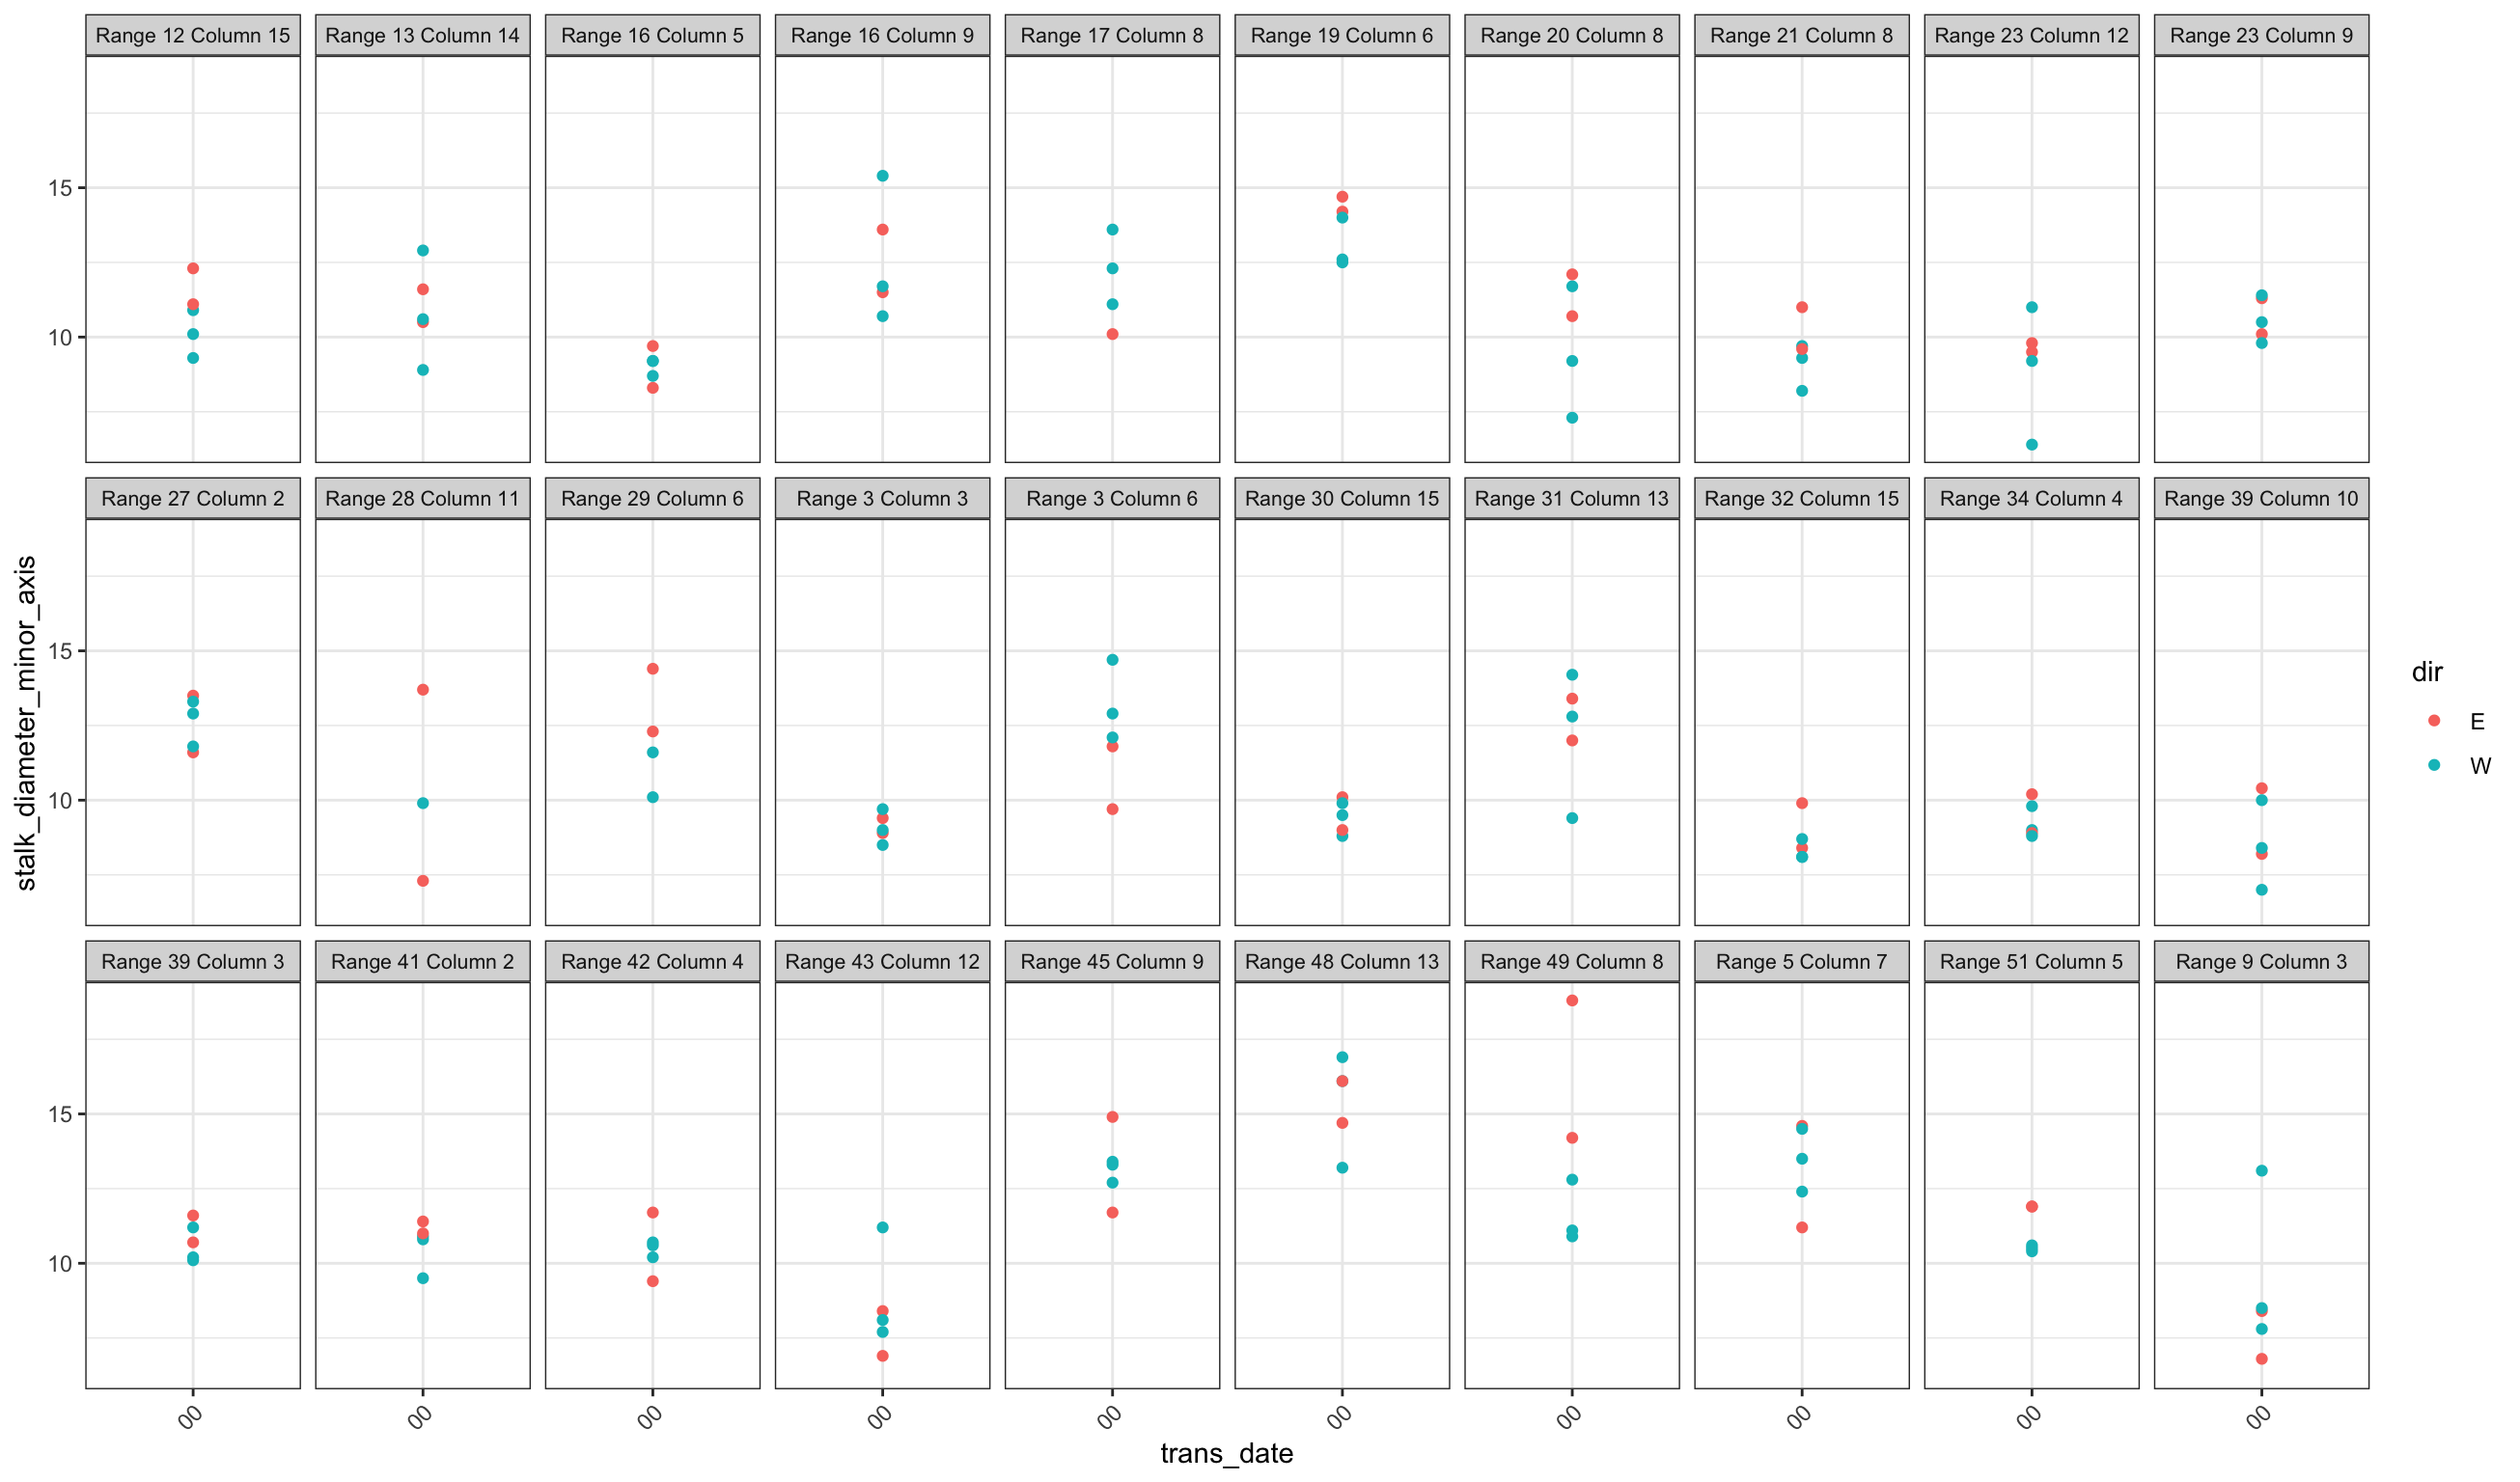 Range 12 Column 15 Range 13 Column 14 Range 16 Column 5 Range 16 Column 9 Range 17 Column 8 Range 19 Column 6 Range 20 Column 8 Range 21 Column 8 Range 23 Column 12 Range 23 Column 9
15
10
Range 27 Column 2 Range 28 Column 11 Range 29 Column 6 Range 3 Column 3 Range 3 Column 6 Range 30 Column 15 Range 31 Column 13 Range 32 Column 15 Range 34 Column 4 Range 39 Column 10
15
10
Range 39 Column 3 Range 41 Column 2 Range 42 Column 4 Range 43 Column 12 Range 45 Column 9 Range 48 Column 13 Range 49 Column 8 Range 5 Column 7 Range 51 Column 5 Range 9 Column 3
15
10
00 00 00 00 00 00 00 00 00 00
trans_date
stalk_diameter_minor_axis
dir
E
W